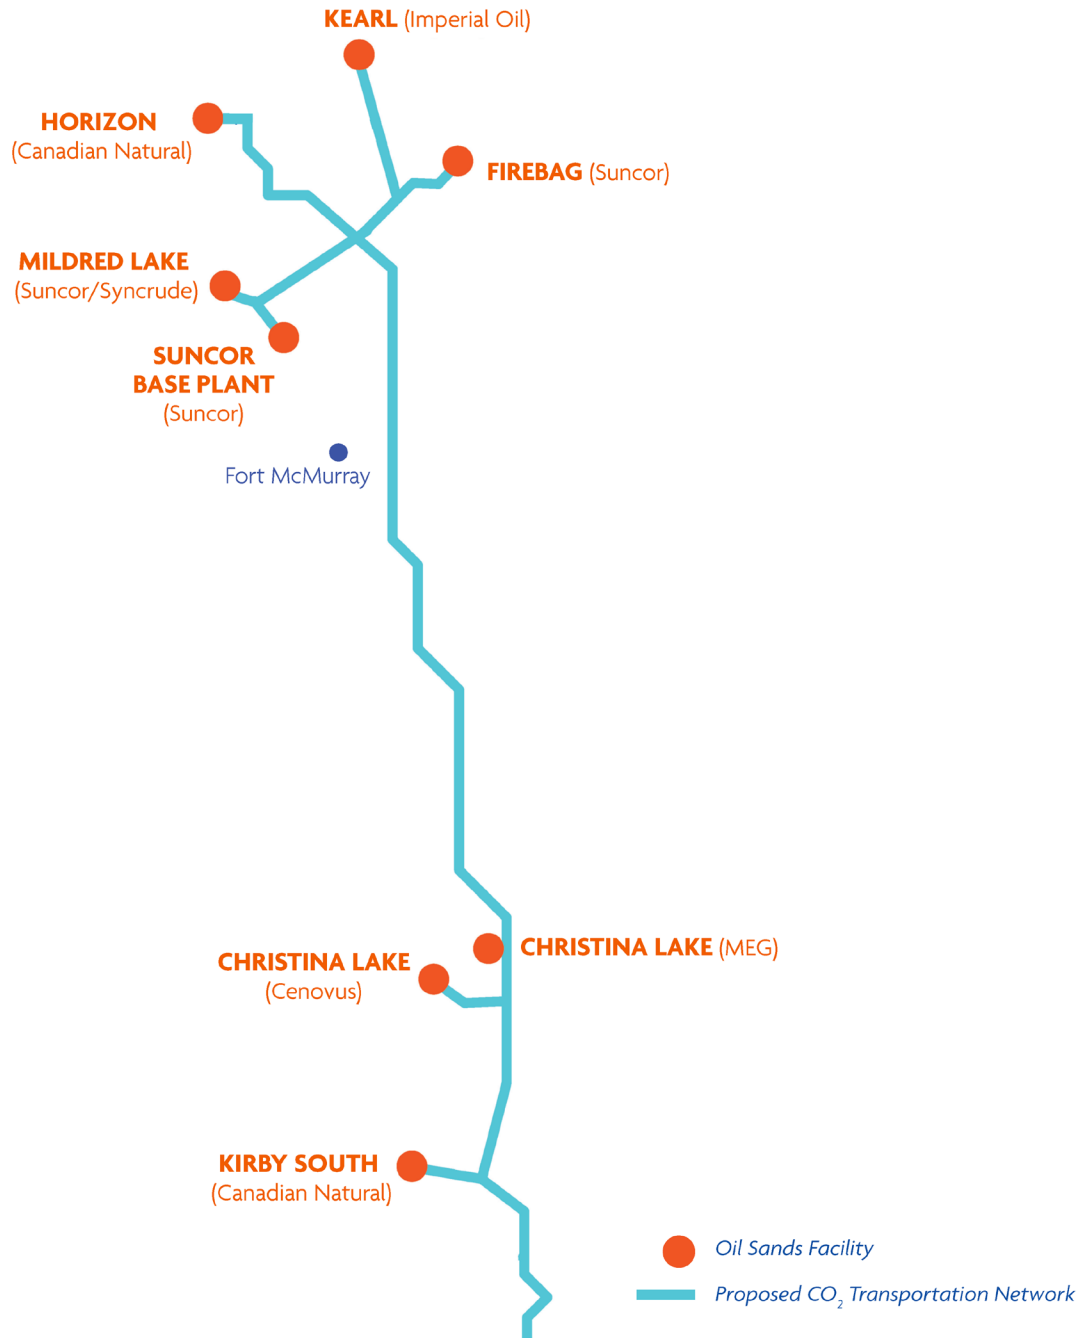 KEARL (Imperial Oil)
HORIZON
(Canadian Natural)
FIREBAG (Suncor)
MILDRED LAKE
(Suncor/Syncrude)
SUNCOR
BASE PLANT
(Suncor)
Fort McMurray
CHRISTINA LAKE (MEG)
CHRISTINA LAKE
(Cenovus)
KIRBY SOUTH
(Canadian Natural)
Oil Sands Facility
Proposed CO₂ Transportation Network